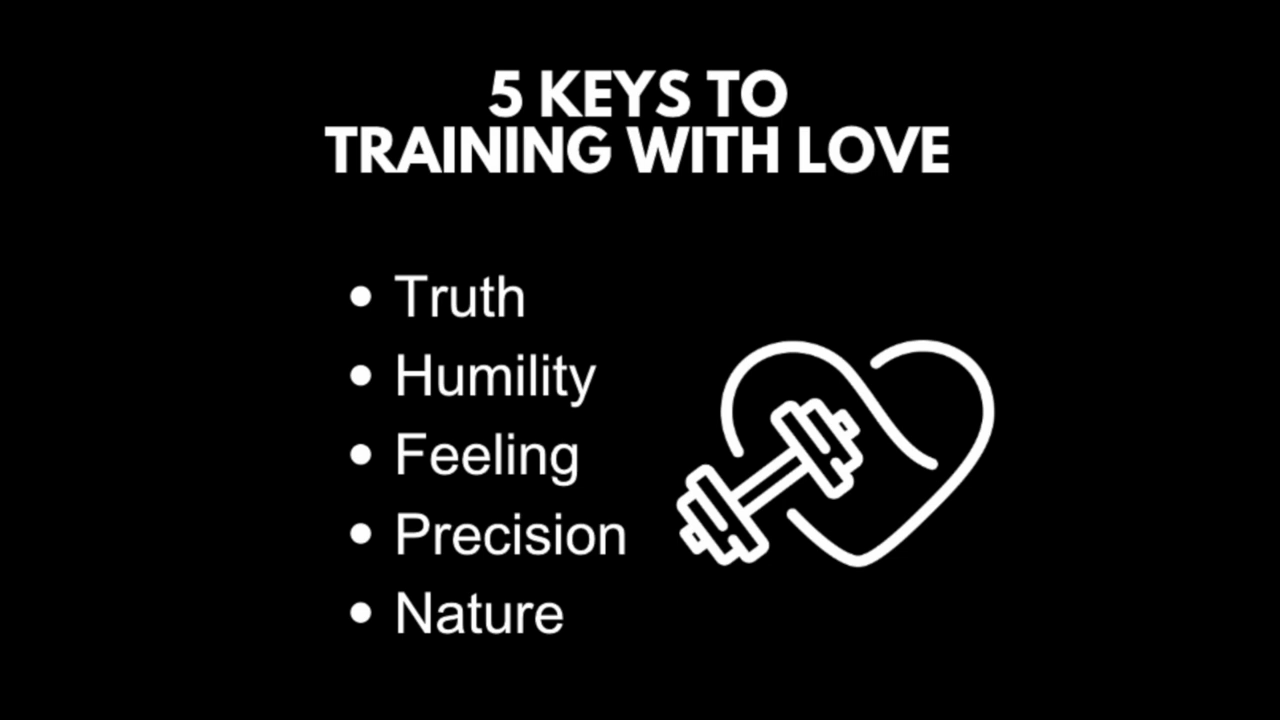 5 KEYS TO
TRAINING WITH LOVE
• Truth
• Humility
• Feeling
• Precision
• Nature